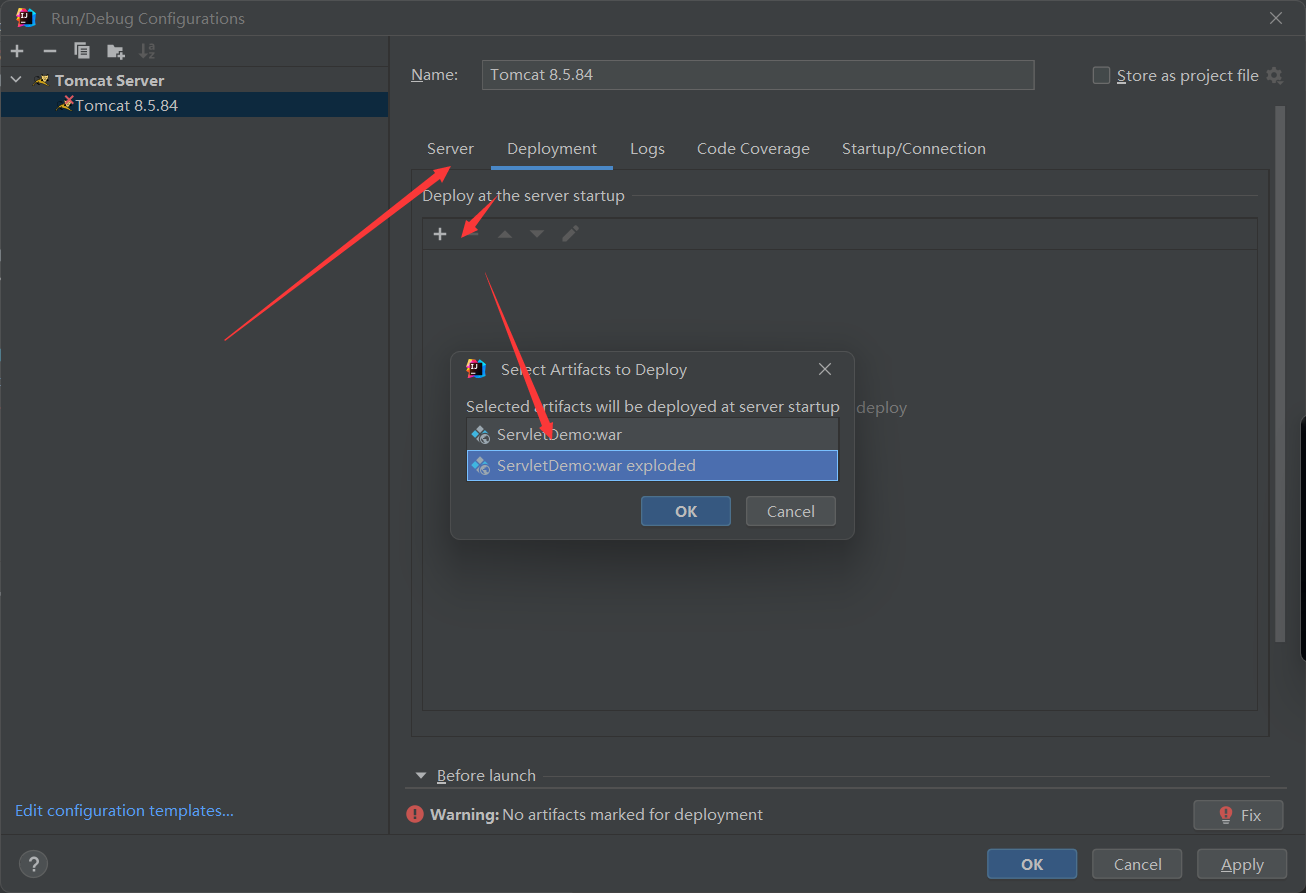 Run/Debug Configurations
Tomcat Server
Tomcat 8.5.84
Name: Tomcat 8.5.84 Store as project file
Server Deployment Logs Code Coverage Startup/Connection
Deploy at the server startup
Select Artifacts to Deploy
Selected artifacts will be deployed at server startup
deploy
ServletDemo:war
ServletDemo:war exploded
OK Cancel
Before launch
Edit configuration templates...
Warning: No artifacts marked for deployment Fix
? OK Cancel Apply